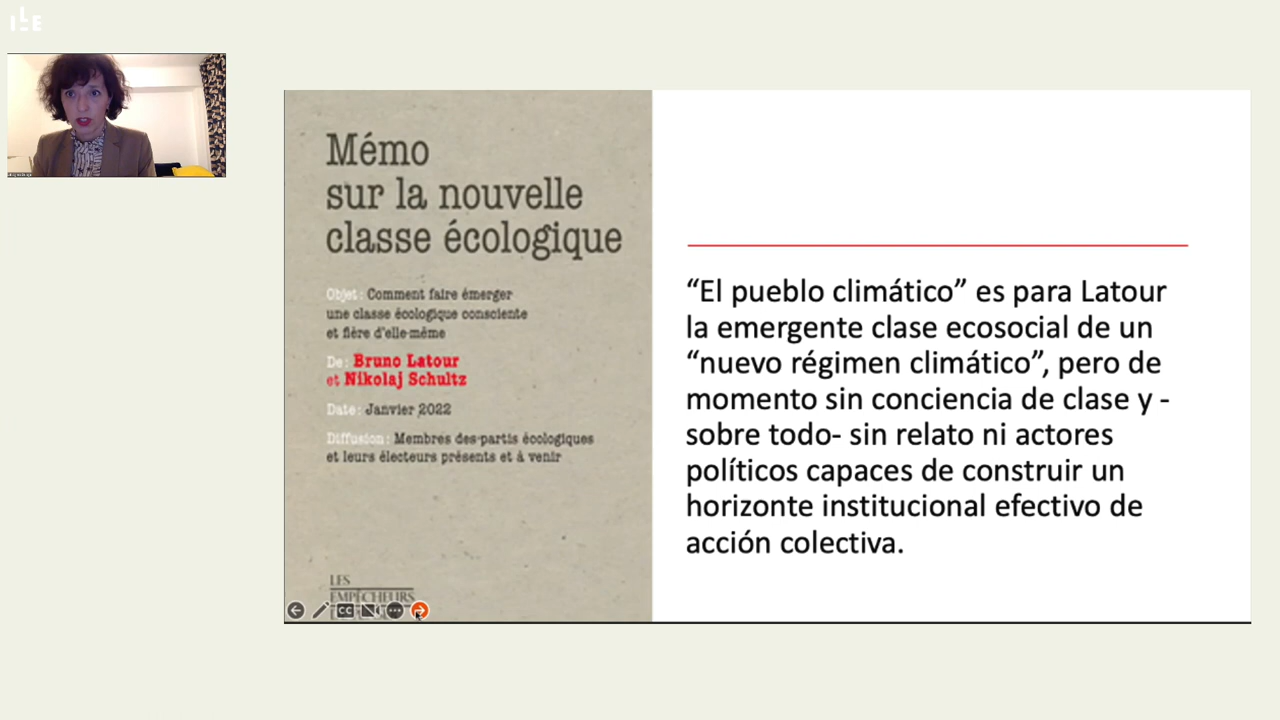 ILE
Mémo
sur la nouvelle
classe écologique
Objet : Comment faire émerger
une classe écologique consciente
et fière d'elle-même
De : Bruno Latour
et Nikolaj Schultz
Date : Janvier 2022
Diffusion : Membres des partis écologiques
et leurs électeurs présents et à venir
LES
EMPÊCHEURS
CC
“El pueblo climático” es para Latour
la emergente clase ecosocial de un
“nuevo régimen climático”, pero de
momento sin conciencia de clase y -
sobre todo- sin relato ni actores
políticos capaces de construir un
horizonte institucional efectivo de
acción colectiva.